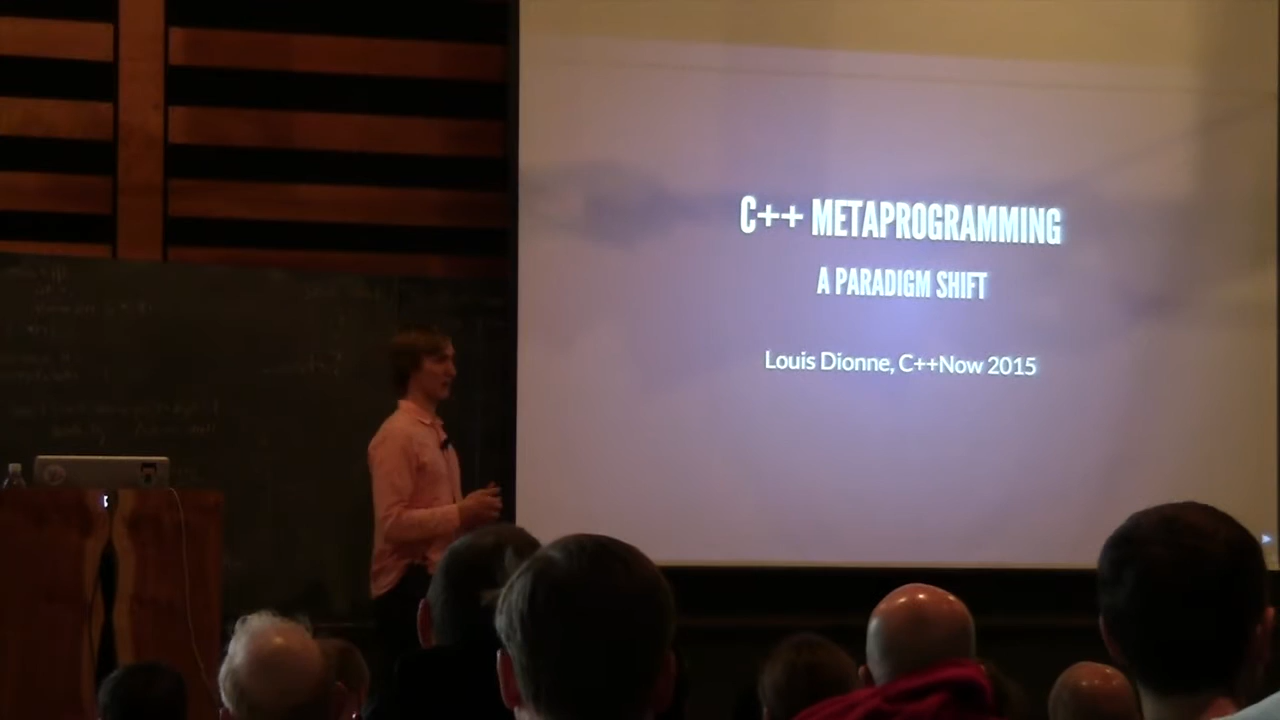 C++ METAPROGRAMMING
A PARADIGM SHIFT
Louis Dionne, C++Now 2015